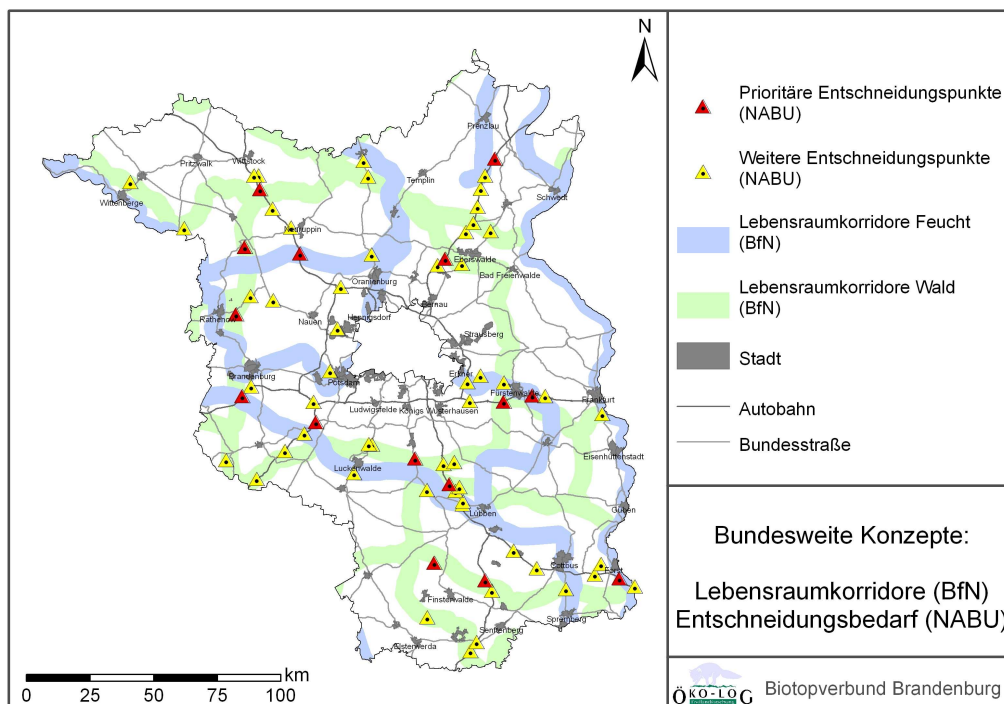 N
Prenzlau
Pritzwalk
Wittstock
Templin
Schwedt
Wittenberge
Neuruppin
Eberswalde
Bad Freienwalde
Oranienburg
Bernau
Rathenow
Nauen
Hennigsdorf
Strausberg
Erkner
Brandenburg
Potsdam
Fürstenwalde
Ludwigsfelde
Königs Wusterhausen
Frankfurt
Eisenhüttenstadt
Luckenwalde
Lübben
Guben
Cottbus
Forst
Finsterwalde
Spremberg
Senftenberg
Elsterwerda
km
0 25 50 75 100
Prioritäre Entschneidungspunkte
(NABU)
Weitere Entschneidungspunkte
(NABU)
Lebensraumkorridore Feucht
(BfN)
Lebensraumkorridore Wald
(BfN)
Stadt
Autobahn
Bundesstraße
Bundesweite Konzepte:
Lebensraumkorridore (BfN)
Entschneidungsbedarf (NABU)
ÖKO-LOG
Biotopverbund Brandenburg